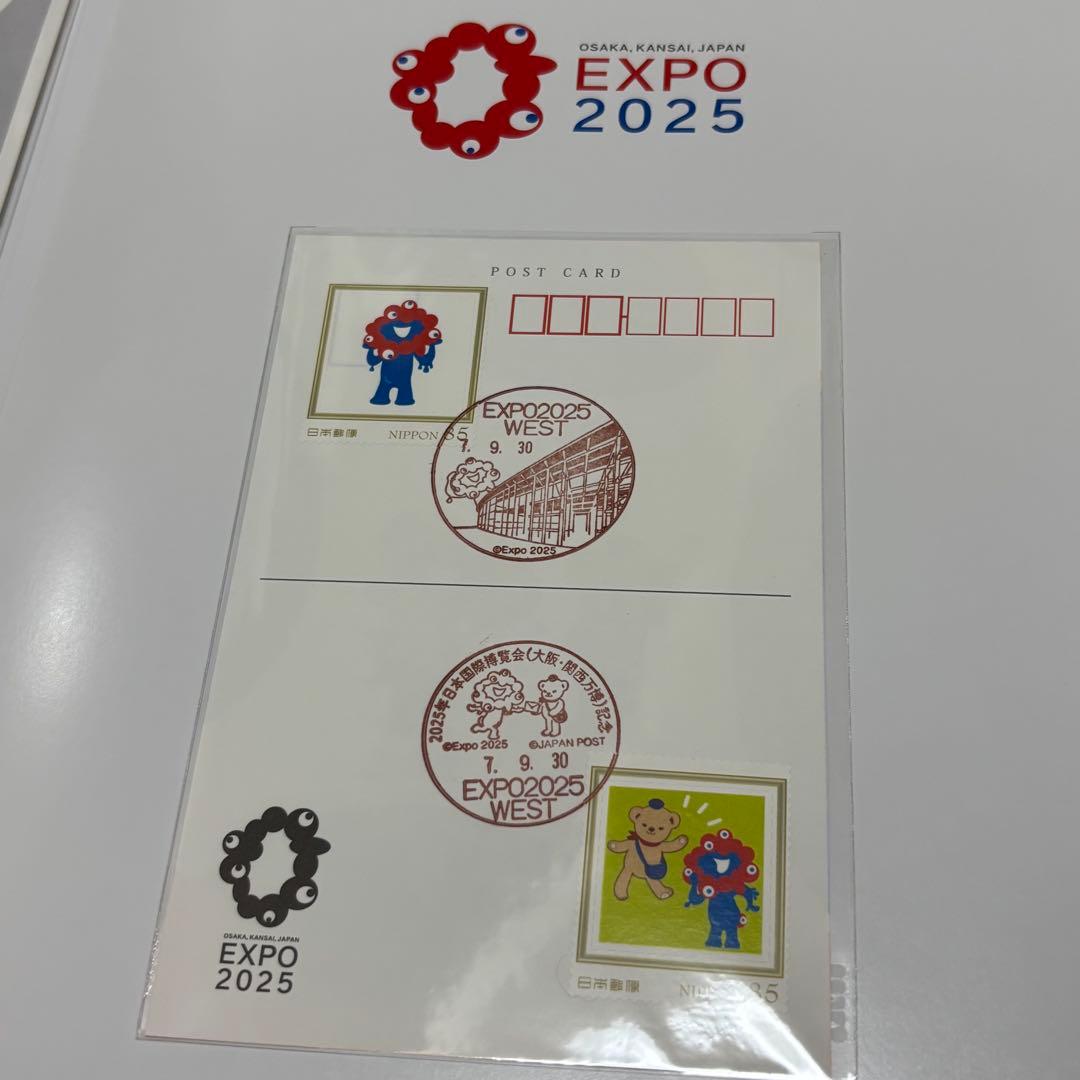 OSAKA, KANSAI, JAPAN
EXPO
2025
POST CARD
日本郵便 NIPPON 85
EXPO2025
WEST
7. 9. 30
©Expo 2025
2025年日本国際博覧会(大阪・関西万博)記念
©Expo 2025 ©JAPAN POST
7. 9. 30
EXPO2025
WEST
OSAKA, KANSAI, JAPAN
EXPO
2025
日本郵便 85